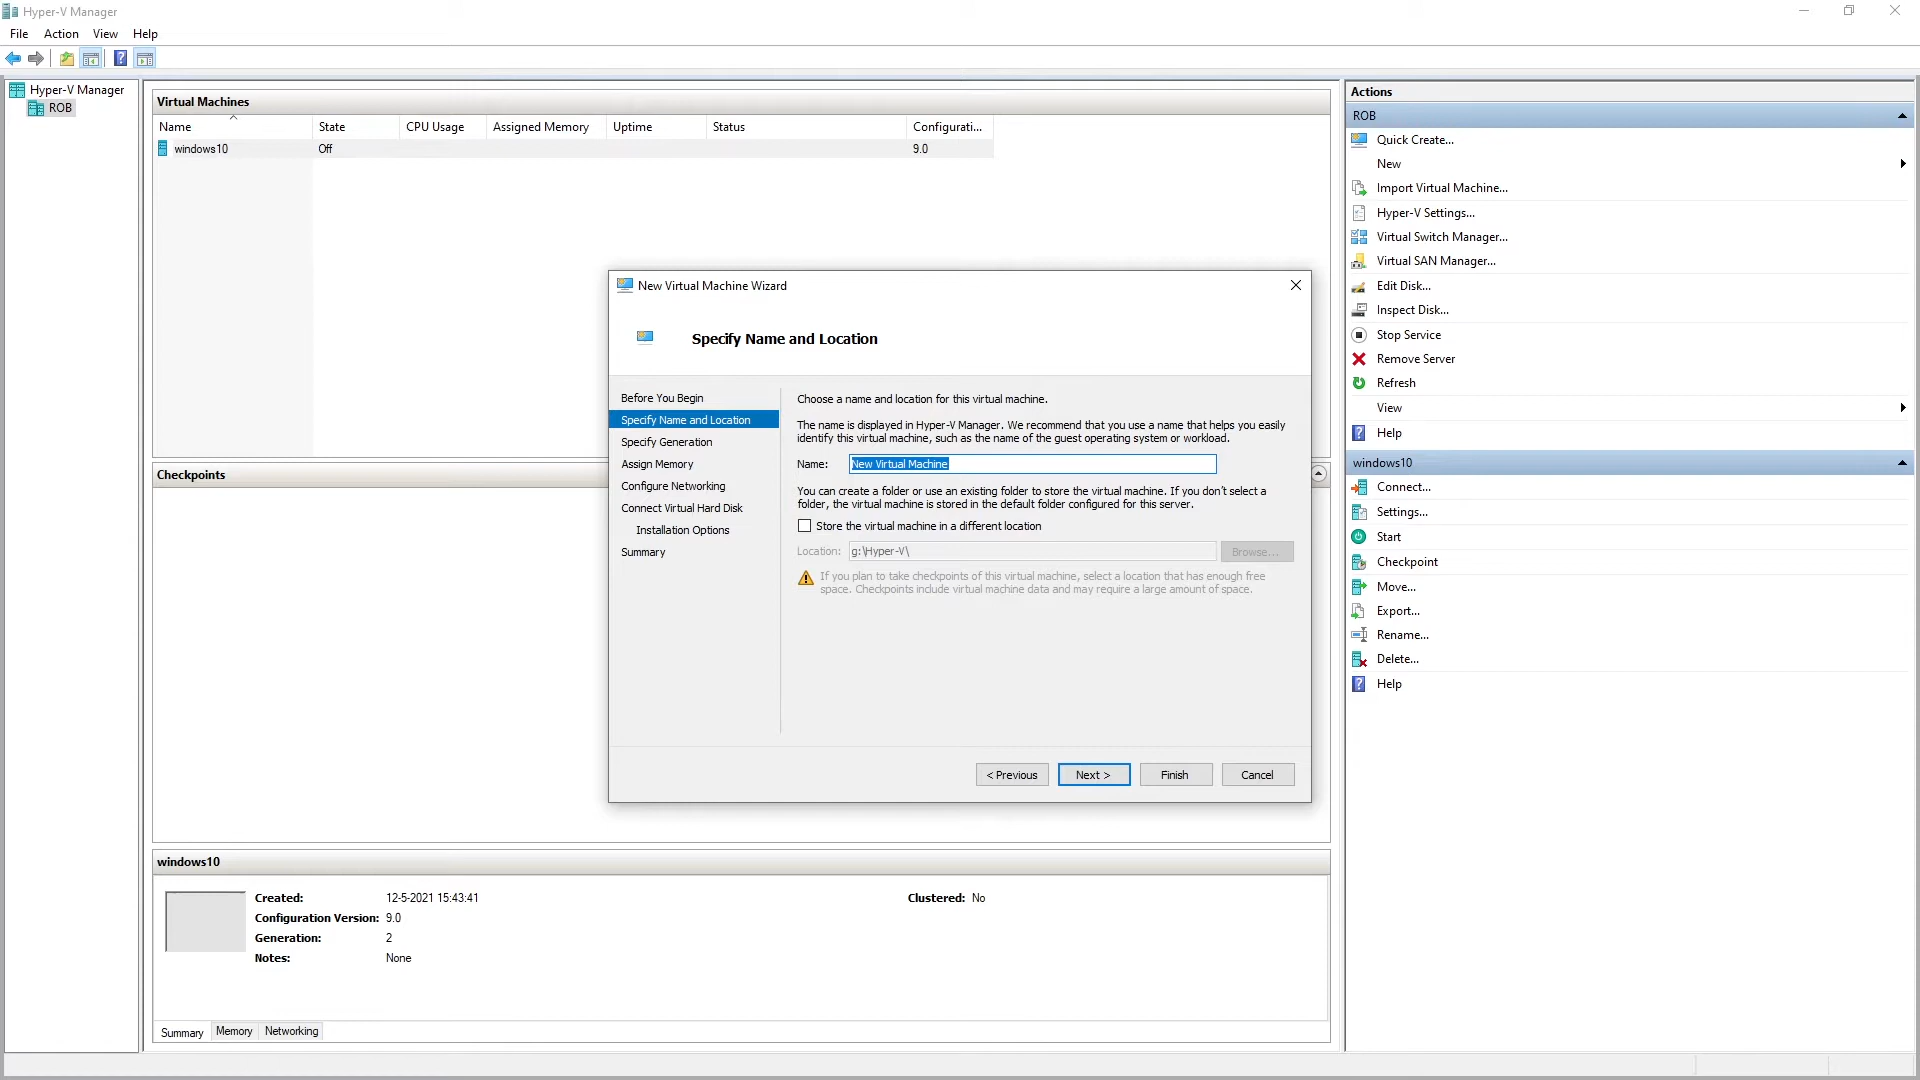 Hyper-V Manager
File Action View Help
Hyper-V Manager
ROB
Virtual Machines
Name State CPU Usage Assigned Memory Uptime Status Configurati...
windows10 Off 9.0
Checkpoints
New Virtual Machine Wizard
Specify Name and Location
Before You Begin
Specify Name and Location
Specify Generation
Assign Memory
Configure Networking
Connect Virtual Hard Disk
Installation Options
Summary
Choose a name and location for this virtual machine.
The name is displayed in Hyper-V Manager. We recommend that you use a name that helps you easily
identify this virtual machine, such as the name of the guest operating system or workload.
Name: New Virtual Machine
You can create a folder or use an existing folder to store the virtual machine. If you don't select a
folder, the virtual machine is stored in the default folder configured for this server.
Store the virtual machine in a different location
Location: g:\Hyper-V\ Browse...
If you plan to take checkpoints of this virtual machine, select a location that has enough free
space. Checkpoints include virtual machine data and may require a large amount of space.
< Previous Next > Finish Cancel
windows10
Created: 12-5-2021 15:43:41 Clustered: No
Configuration Version: 9.0
Generation: 2
Notes: None
Summary Memory Networking
Actions
ROB
Quick Create...
New
Import Virtual Machine...
Hyper-V Settings...
Virtual Switch Manager...
Virtual SAN Manager...
Edit Disk...
Inspect Disk...
Stop Service
Remove Server
Refresh
View
Help
windows10
Connect...
Settings...
Start
Checkpoint
Move...
Export...
Rename...
Delete...
Help